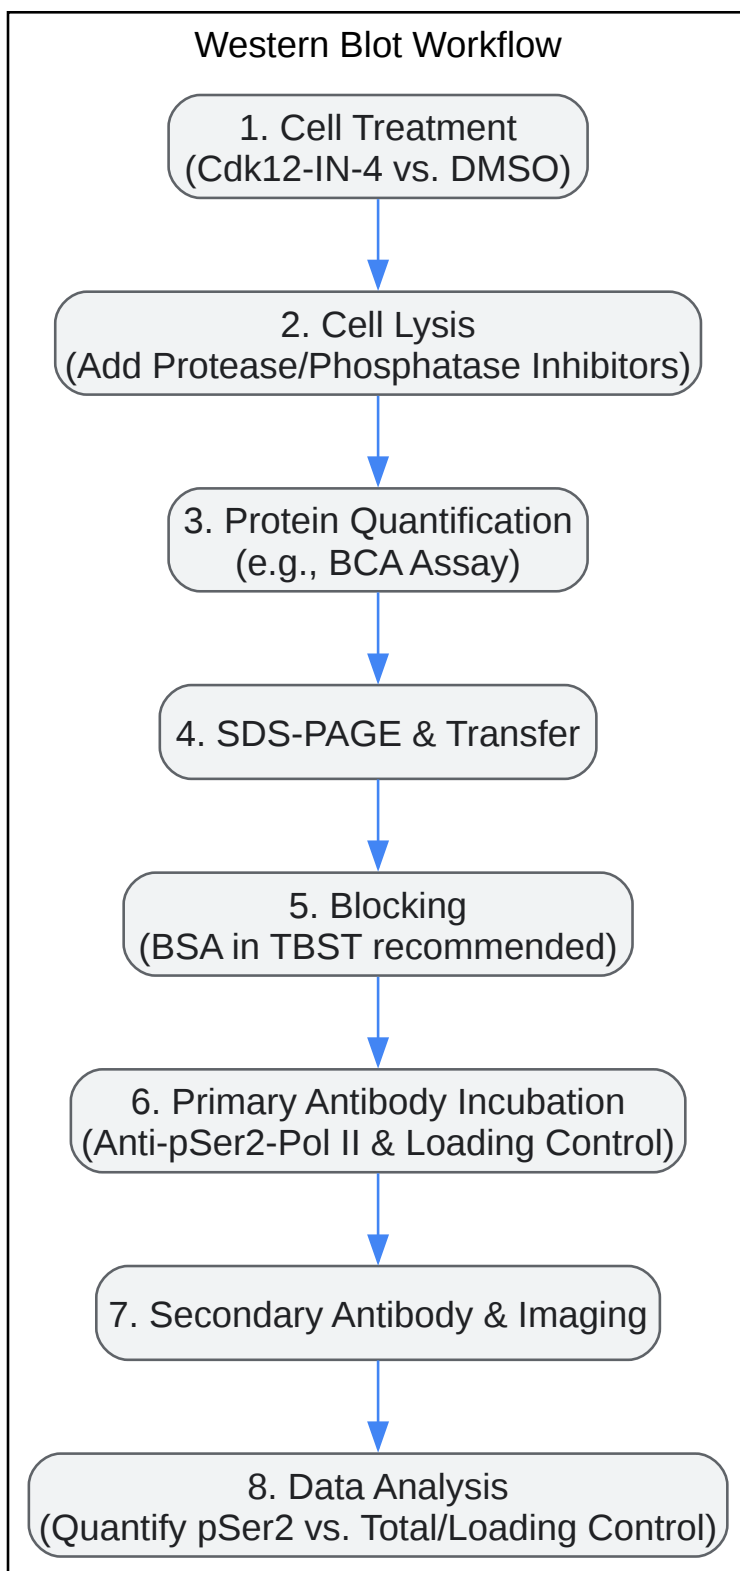 Western Blot Workflow
1. Cell Treatment
(Cdk12-IN-4 vs. DMSO)
2. Cell Lysis
(Add Protease/Phosphatase Inhibitors)
3. Protein Quantification
(e.g., BCA Assay)
4. SDS-PAGE & Transfer
5. Blocking
(BSA in TBST recommended)
6. Primary Antibody Incubation
(Anti-pSer2-Pol II & Loading Control)
7. Secondary Antibody & Imaging
8. Data Analysis
(Quantify pSer2 vs. Total/Loading Control)